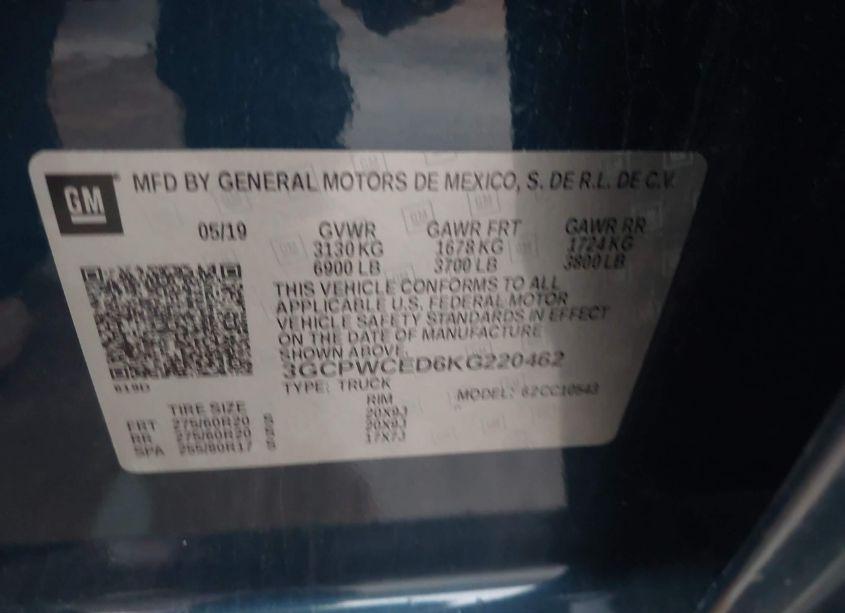 GM
MFD BY GENERAL MOTORS DE MEXICO, S. DE R.L. DE C.V.
05/19 GVWR GAWR FRT GAWR RR
3130 KG 1678 KG 1724 KG
6900 LB 3700 LB 3800 LB
THIS VEHICLE CONFORMS TO ALL
APPLICABLE U.S. FEDERAL MOTOR
VEHICLE SAFETY STANDARDS IN EFFECT
ON THE DATE OF MANUFACTURE
SHOWN ABOVE.
3GCPWCED6KG220462
TYPE: TRUCK MODEL: 62CC10543
TIRE SIZE RIM
FRT 275/60R20 S 20X9J
RR 275/60R20 S 20X9J
SPA 255/80R17 S 17X7J